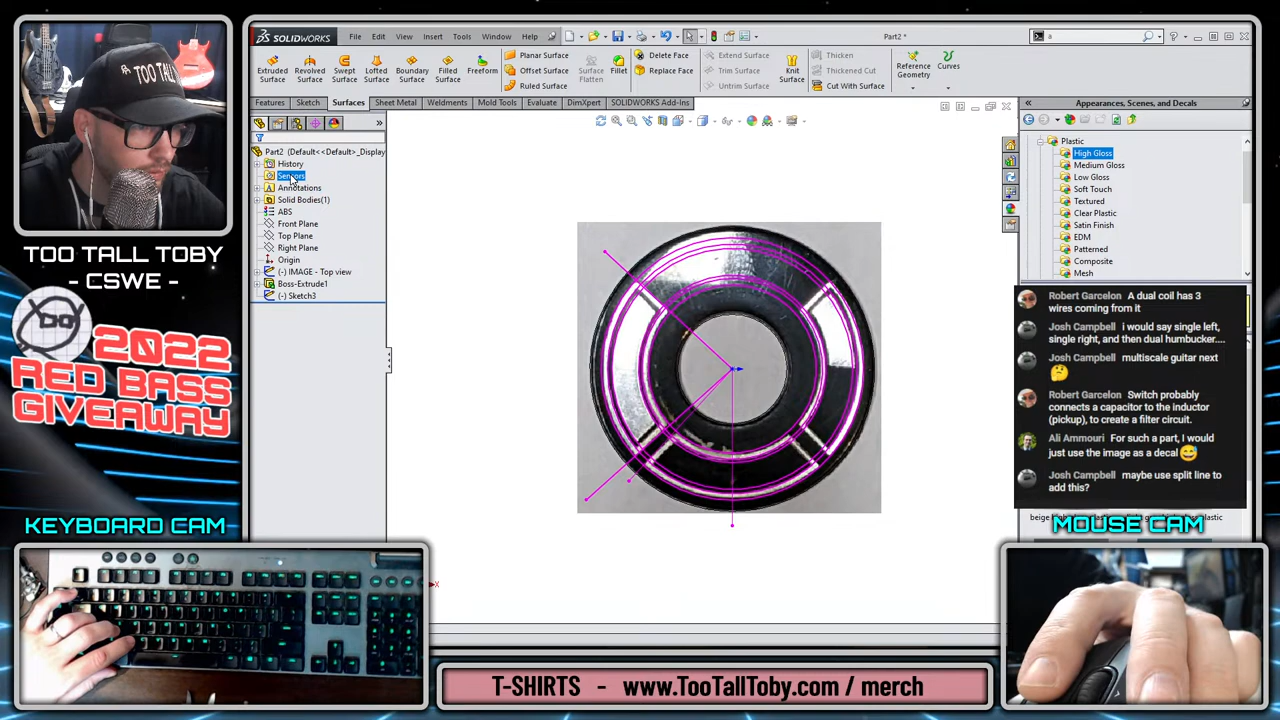 TOO TALL
TOO TALL TOBY
- CSWE -
2022
RED BASS
GIVEAWAY
KEYBOARD CAM
SOLIDWORKS
File Edit View Insert Tools Window Help
Part2 *
a
Extruded Surface
Revolved Surface
Swept Surface
Lofted Surface
Boundary Surface
Filled Surface
Freeform
Planar Surface
Offset Surface
Ruled Surface
Surface Flatten
Fillet
Delete Face
Replace Face
Extend Surface
Trim Surface
Untrim Surface
Knit Surface
Thicken
Thickened Cut
Cut With Surface
Reference Geometry
Curves
Features Sketch Surfaces Sheet Metal Weldments Mold Tools Evaluate DimXpert SOLIDWORKS Add-Ins
Part2 (Default<<Default>_Display
History
Sensors
Annotations
Solid Bodies(1)
ABS
Front Plane
Top Plane
Right Plane
Origin
(-) IMAGE - Top view
Boss-Extrude1
(-) Sketch3
X
Appearances, Scenes, and Decals
Plastic
High Gloss
Medium Gloss
Low Gloss
Soft Touch
Textured
Clear Plastic
Satin Finish
EDM
Patterned
Composite
Mesh
Robert Garcelon A dual coil has 3
wires coming from it
Josh Campbell i would say single left,
single right, and then dual humbucker....
Josh Campbell multiscale guitar next
Robert Garcelon Switch probably
connects a capacitor to the inductor
(pickup), to create a filter circuit.
Ali Ammouri For such a part, I would
just use the image as a decal
Josh Campbell maybe use split line to
add this?
MOUSE CAM
T-SHIRTS - www.TooTallToby.com / merch